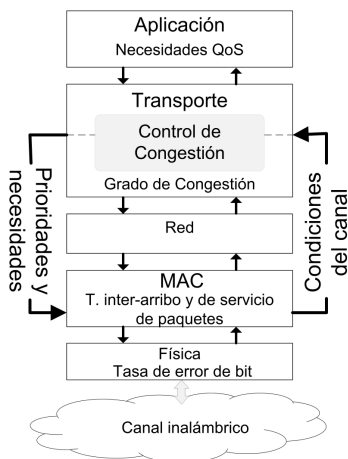 Aplicación
Necesidades QoS
Transporte
Control de
Congestión
Grado de Congestión
Prioridades y
necesidades
Condiciones
del canal
Red
MAC
T. inter-arribo y de servicio
de paquetes
Física
Tasa de error de bit
Canal inalámbrico